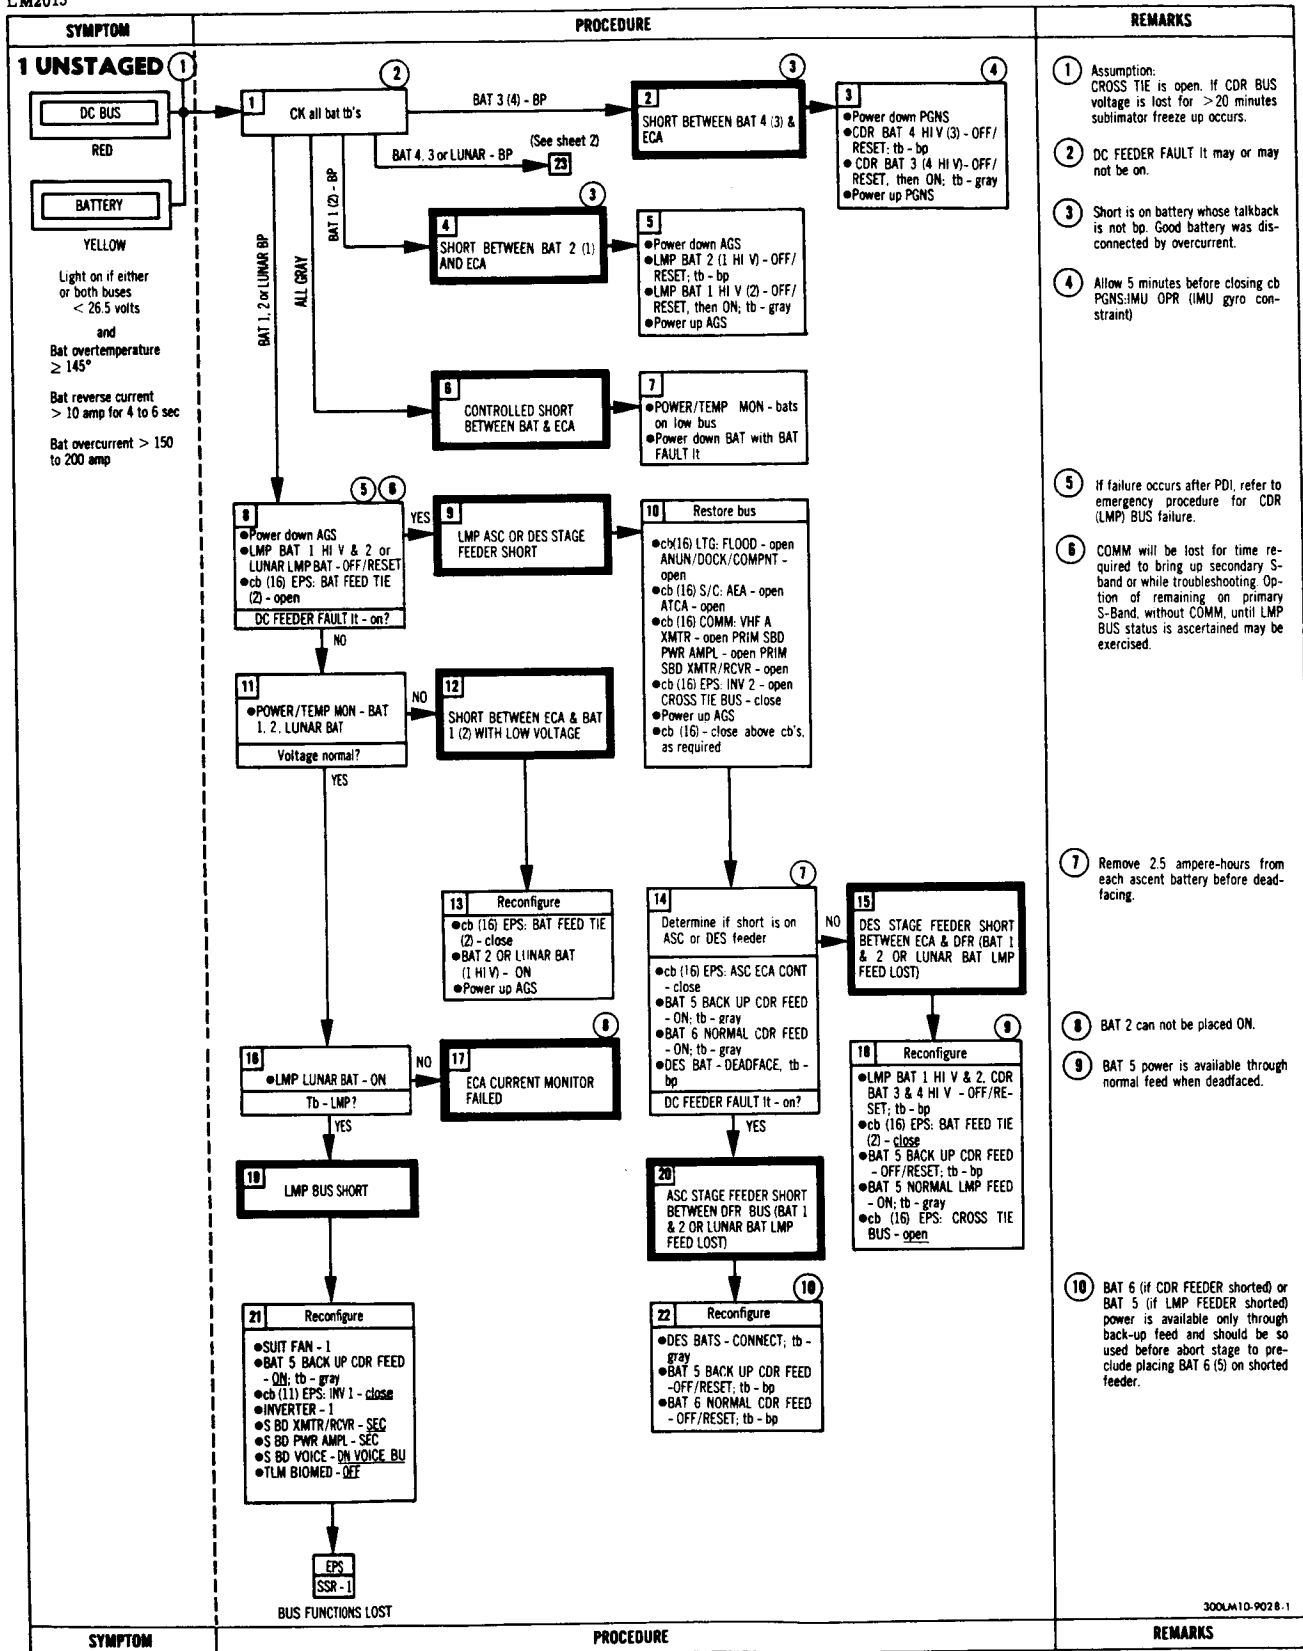 LM2015
SYMPTOM
PROCEDURE
REMARKS
1 UNSTAGED
1
DC BUS
RED
BATTERY
YELLOW
Light on if either
or both buses
< 26.5 volts
and
Bat overtemperature
≥ 145°
Bat reverse current
> 10 amp for 4 to 6 sec
Bat overcurrent > 150
to 200 amp
2
1
CK all bat tb's
BAT 3 (4) - BP
BAT 4, 3 or LUNAR - BP
(See sheet 2)
23
BAT 1 (2) - BP
ALL GRAY
BAT 1, 2 or LUNAR BP
3
2
SHORT BETWEEN BAT 4 (3) &
ECA
4
3
●Power down PGNS
●CDR BAT 4 HI V (3) - OFF/
RESET; tb - bp
●CDR BAT 3 (4 HI V)- OFF/
RESET, then ON; tb - gray
●Power up PGNS
3
4
SHORT BETWEEN BAT 2 (1)
AND ECA
5
●Power down AGS
●LMP BAT 2 (1 HI V) - OFF/
RESET; tb - bp
●LMP BAT 1 HI V (2) - OFF/
RESET, then ON; tb - gray
●Power up AGS
6
CONTROLLED SHORT
BETWEEN BAT & ECA
7
●POWER/TEMP MON - bats
on low bus
●Power down BAT with BAT
FAULT lt
5 6
8
●Power down AGS
●LMP BAT 1 HI V & 2 or
LUNAR LMP BAT - OFF/RESET
●cb (16) EPS: BAT FEED TIE
(2) - open
DC FEEDER FAULT lt - on?
YES
NO
9
LMP ASC OR DES STAGE
FEEDER SHORT
10 Restore bus
●cb(16) LTG: FLOOD - open
ANUN/DOCK/COMPNT -
open
●cb (16) S/C: AEA - open
ATCA - open
●cb (16) COMM: VHF A
XMTR - open PRIM SBD
PWR AMPL - open PRIM
SBD XMTR/RCVR - open
●cb (16) EPS: INV 2 - open
CROSS TIE BUS - close
●Power up AGS
●cb (16) - close above cb's,
as required
11
●POWER/TEMP MON - BAT
1, 2, LUNAR BAT
Voltage normal?
NO
YES
12
SHORT BETWEEN ECA & BAT
1 (2) WITH LOW VOLTAGE
13 Reconfigure
●cb (16) EPS: BAT FEED TIE
(2) - close
●BAT 2 OR LUNAR BAT
(1 HI V) - ON
●Power up AGS
7
14
Determine if short is on
ASC or DES feeder
●cb (16) EPS: ASC ECA CONT
- close
●BAT 5 BACK UP CDR FEED
- ON; tb - gray
●BAT 6 NORMAL CDR FEED
- ON; tb - gray
●DES BAT - DEADFACE, tb -
bp
DC FEEDER FAULT lt - on?
NO
YES
15
DES STAGE FEEDER SHORT
BETWEEN ECA & DFR (BAT 1
& 2 OR LUNAR BAT LMP
FEED LOST)
9
18 Reconfigure
●LMP BAT 1 HI V & 2, CDR
BAT 3 & 4 HI V - OFF/RE-
SET; tb - bp
●cb (16) EPS: BAT FEED TIE
(2) - close
●BAT 5 BACK UP CDR FEED
- OFF/RESET; tb - bp
●BAT 5 NORMAL LMP FEED
- ON; tb - gray
●cb (16) EPS: CROSS TIE
BUS - open
16
●LMP LUNAR BAT - ON
Tb - LMP?
NO
YES
8
17
ECA CURRENT MONITOR
FAILED
19
LMP BUS SHORT
20
ASC STAGE FEEDER SHORT
BETWEEN DFR BUS (BAT 1
& 2 OR LUNAR BAT LMP
FEED LOST)
21 Reconfigure
●SUIT FAN - 1
●BAT 5 BACK UP CDR FEED
- ON; tb - gray
●cb (11) EPS: INV 1 - close
●INVERTER - 1
●S BD XMTR/RCVR - SEC
●S BD PWR AMPL - SEC
●S BD VOICE - DN VOICE BU
●TLM BIOMED - OFF
10
22 Reconfigure
●DES BATS - CONNECT; tb -
gray
●BAT 5 BACK UP CDR FEED
-OFF/RESET; tb - bp
●BAT 6 NORMAL CDR FEED
- OFF/RESET; tb - bp
EPS
SSR - 1
BUS FUNCTIONS LOST
1 Assumption:
CROSS TIE is open. If CDR BUS
voltage is lost for >20 minutes
sublimator freeze up occurs.
2 DC FEEDER FAULT lt may or may
not be on.
3 Short is on battery whose talkback
is not bp. Good battery was dis-
connected by overcurrent.
4 Allow 5 minutes before closing cb
PGNS:IMU OPR (IMU gyro con-
straint)
5 If failure occurs after PDI, refer to
emergency procedure for CDR
(LMP) BUS failure.
6 COMM will be lost for time re-
quired to bring up secondary S-
band or while troubleshooting. Op-
tion of remaining on primary
S-Band, without COMM, until LMP
BUS status is ascertained may be
exercised.
7 Remove 2.5 ampere-hours from
each ascent battery before dead-
facing.
8 BAT 2 can not be placed ON.
9 BAT 5 power is available through
normal feed when deadfaced.
10 BAT 6 (if CDR FEEDER shorted) or
BAT 5 (if LMP FEEDER shorted)
power is available only through
back-up feed and should be so
used before abort stage to pre-
clude placing BAT 6 (5) on shorted
feeder.
300LM10-9028-1
SYMPTOM
PROCEDURE
REMARKS